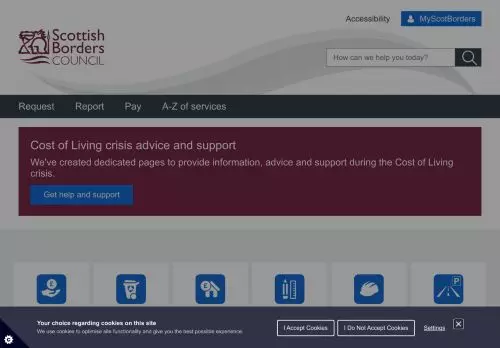 Accessibility
MyScotBorders
Scottish
Borders
COUNCIL
How can we help you today?
Request Report Pay A-Z of services
Cost of Living crisis advice and support
We've created dedicated pages to provide information, advice and support during the Cost of Living
crisis.
Get help and support
£
£
P
Your choice regarding cookies on this site
We use cookies to optimise site functionality and give you the best possible experience.
I Accept Cookies
I Do Not Accept Cookies
Settings